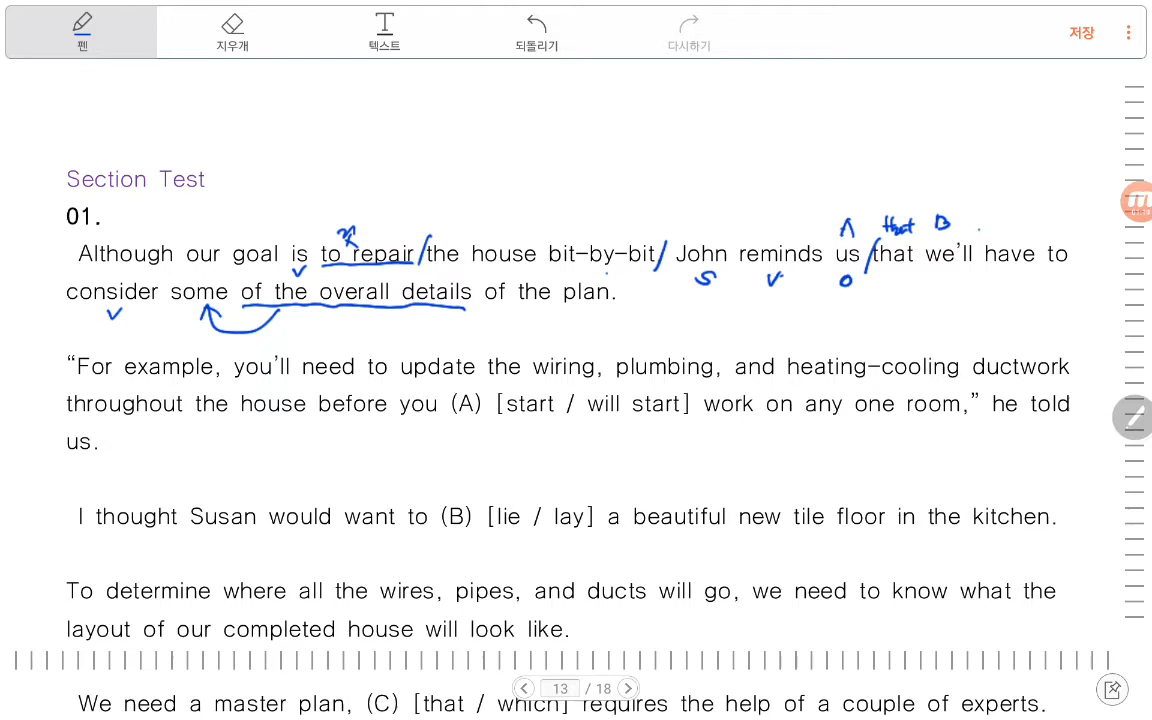 펜 지우개 텍스트 되돌리기 다시하기 저장
Section Test
01.
A that B
Although our goal is to repair the house bit-by-bit, John reminds us that we'll have to
S V O
V
consider some of the overall details of the plan.
V
"For example, you'll need to update the wiring, plumbing, and heating-cooling ductwork
throughout the house before you (A) [start / will start] work on any one room," he told
us.
I thought Susan would want to (B) [lie / lay] a beautiful new tile floor in the kitchen.
To determine where all the wires, pipes, and ducts will go, we need to know what the
layout of our completed house will look like.
13 / 18
We need a master plan, (C) [that / which] requires the help of a couple of experts.